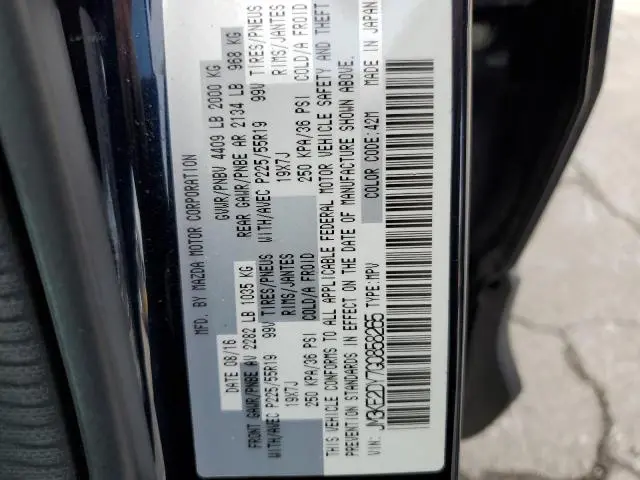 MFD. BY MAZDA MOTOR CORPORATION
DATE 08/16 GVWR/PNBV 4409 LB 2000 KG
FRONT GAWR/PNBE AV 2282 LB 1035 KG REAR GAWR/PNBE AR 2134 LB 968 KG
WITH/AVEC P225/55R19 99V TIRES/PNEUS WITH/AVEC P225/55R19 99V TIRES/PNEUS
19X7J RIMS/JANTES 19X7J RIMS/JANTES
250 KPA/36 PSI COLD/A FROID 250 KPA/36 PSI COLD/A FROID
THIS VEHICLE CONFORMS TO ALL APPLICABLE FEDERAL MOTOR VEHICLE SAFETY AND THEFT
PREVENTION STANDARDS IN EFFECT ON THE DATE OF MANUFACTURE SHOWN ABOVE.
VIN: JM3KE2DY7G0858265 TYPE: MPV COLOR CODE: 42M MADE IN JAPAN